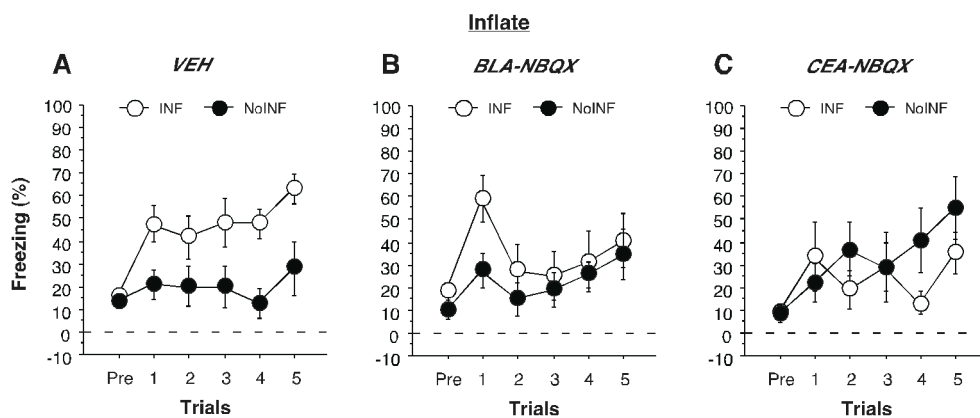 Inflate
A VEH
B BLA-NBQX
C CEA-NBQX
INF NoINF
INF NoINF
INF NoINF
Freezing (%)
100
90
80
70
60
50
40
30
20
10
0
-10
100
90
80
70
60
50
40
30
20
10
0
-10
100
90
80
70
60
50
40
30
20
10
0
-10
Pre 1 2 3 4 5
Pre 1 2 3 4 5
Pre 1 2 3 4 5
Trials
Trials
Trials